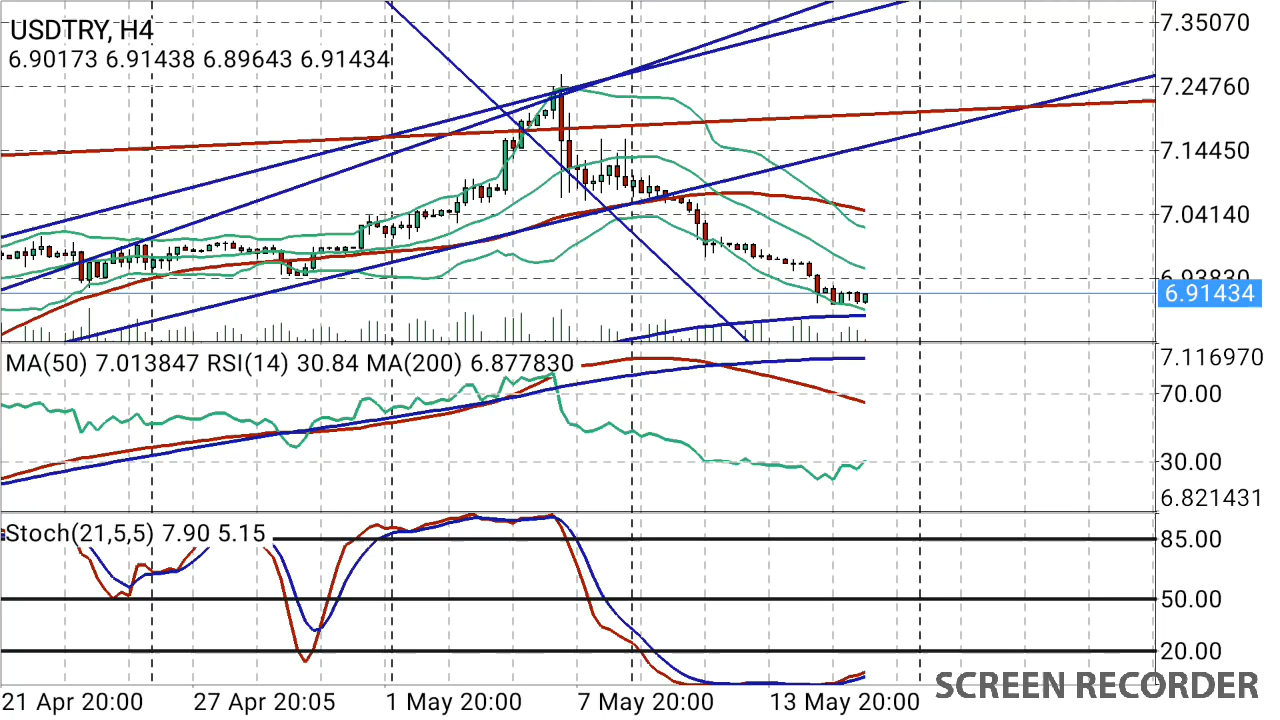 USDTRY, H4
6.90173 6.91438 6.89643 6.91434
7.35070
7.24760
7.14450
7.04140
6.93830
6.91434
MA(50) 7.013847 RSI(14) 30.84 MA(200) 6.877830
7.116970
70.00
30.00
6.821431
Stoch(21,5,5) 7.90 5.15
85.00
50.00
20.00
21 Apr 20:00 27 Apr 20:05 1 May 20:00 7 May 20:00 13 May 20:00
SCREEN RECORDER